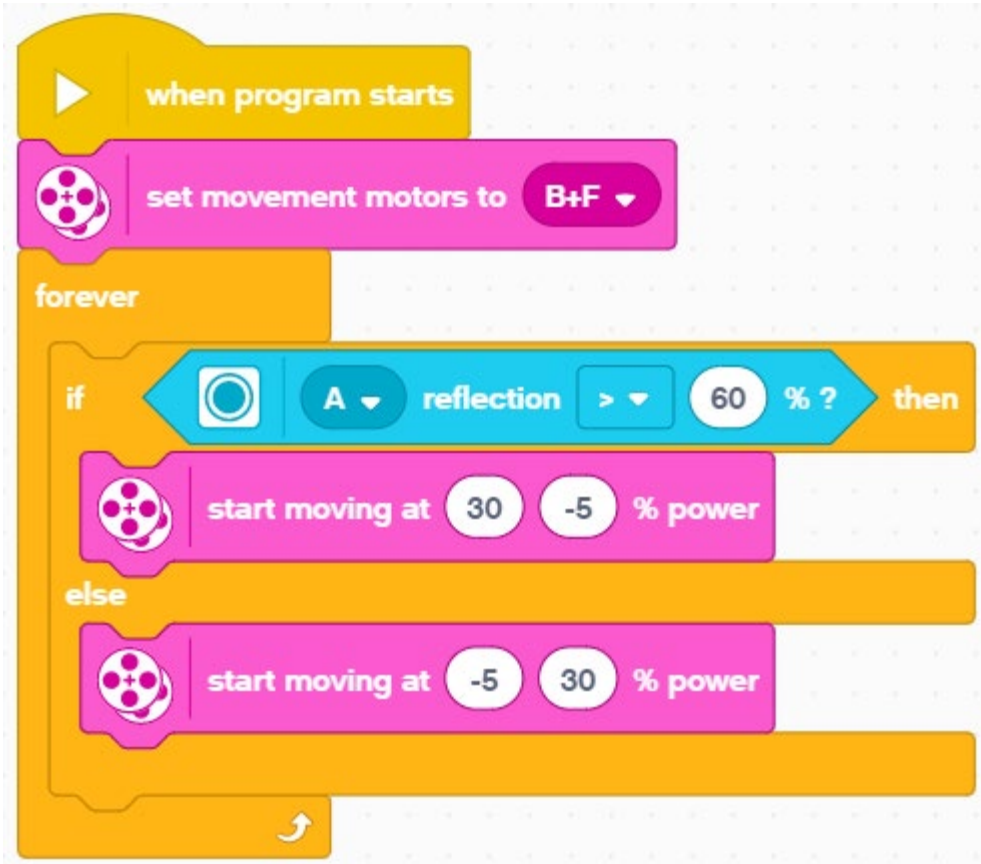 when program starts
set movement motors to B+F
forever
if A reflection > 60 % ? then
start moving at 30 -5 % power
else
start moving at -5 30 % power